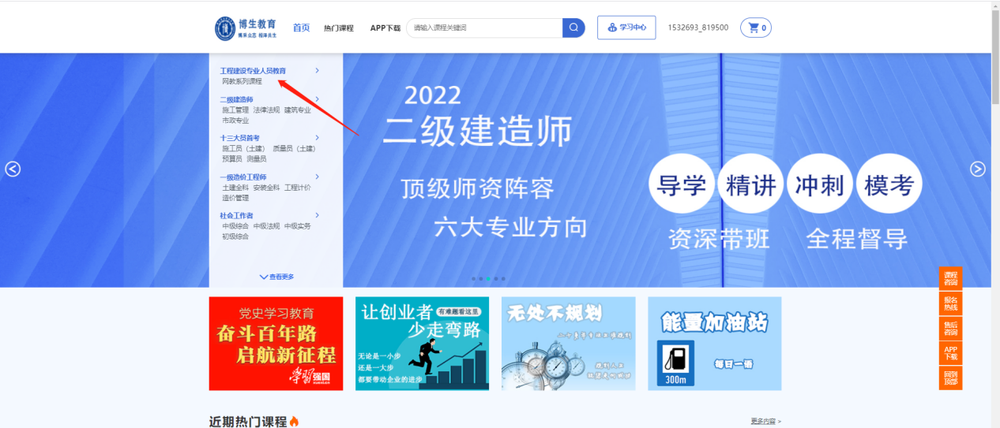 博生教育
博采众思 相泽共生
首页
热门课程
APP下载
请输入课程关键词
学习中心
1532693_819500
0
工程建设专业人员教育
网教系列课程
二级建造师
施工管理 法律法规 建筑专业
市政专业
十三大员首考
施工员（土建） 质量员（土建）
预算员 测量员
一级造价工程师
土建全科 安装全科 工程计价
造价管理
社会工作者
中级综合 中级法规 中级实务
初级综合
查看更多
2022
二级建造师
顶级师资阵容
六大专业方向
导学 精讲 冲刺 模考
资深带班 全程督导
课程
咨询
报名
热线
售后
咨询
APP
下载
回到
顶部
党史学习教育
奋斗百年路
启航新征程
学习强国
让创业者
有难题看这里
少走弯路
无论是一小步
还是一大步
都要带动企业的进步
无处不规划
能量加油站
300m
每日一语
近期热门课程
更多内容 >